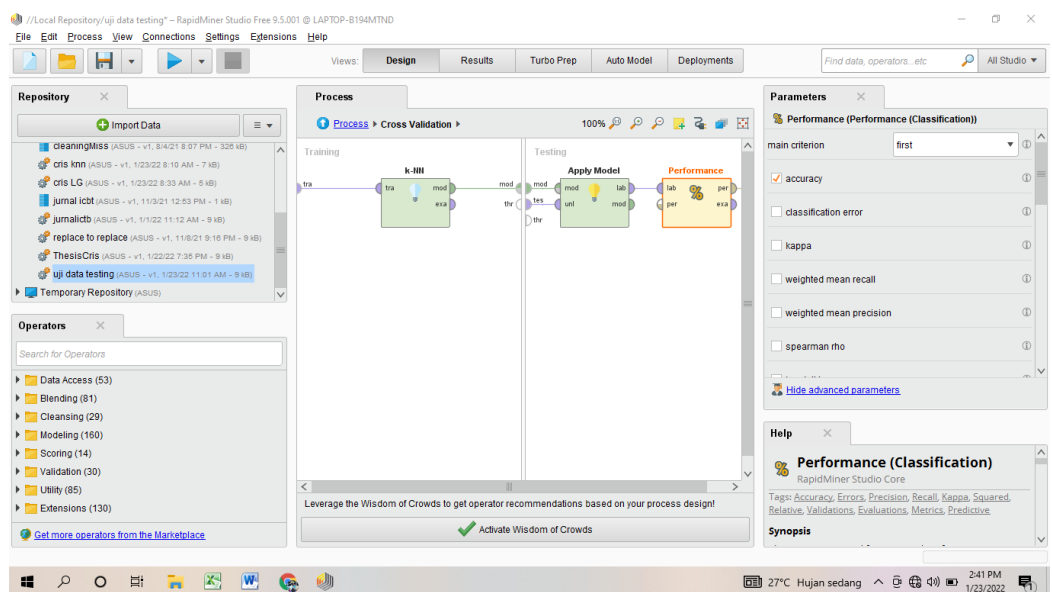 //Local Repository/uji data testing* – RapidMiner Studio Free 9.5.001 @ LAPTOP-B194MTND
File Edit Process View Connections Settings Extensions Help
Views: Design Results Turbo Prep Auto Model Deployments
Find data, operators...etc
All Studio
Repository
Import Data
cleaningMiss (ASUS - v1, 8/4/21 8:07 PM - 326 kB)
cris knn (ASUS - v1, 1/23/22 8:10 AM - 7 kB)
cris LG (ASUS - v1, 1/23/22 8:33 AM - 5 kB)
jurnal icbt (ASUS - v1, 11/3/21 12:53 PM - 1 kB)
jurnalictb (ASUS - v1, 1/1/22 11:12 AM - 9 kB)
replace to replace (ASUS - v1, 11/8/21 9:16 PM - 9 kB)
ThesisCris (ASUS - v1, 1/22/22 7:35 PM - 9 kB)
uji data testing (ASUS - v1, 1/23/22 11:01 AM - 9 kB)
Temporary Repository (ASUS)
Operators
Search for Operators
Data Access (53)
Blending (81)
Cleansing (29)
Modeling (160)
Scoring (14)
Validation (30)
Utility (85)
Extensions (130)
Get more operators from the Marketplace
Process
Process Cross Validation
100%
Training
Testing
k-NN
Apply Model
Performance
tra
tra
mod
exa
mod
thr
mod
tes
thr
mod
unl
lab
mod
lab
per
per
exa
Leverage the Wisdom of Crowds to get operator recommendations based on your process design!
Activate Wisdom of Crowds
Parameters
Performance (Performance (Classification))
main criterion
first
accuracy
classification error
kappa
weighted mean recall
weighted mean precision
spearman rho
Hide advanced parameters
Help
Performance (Classification)
RapidMiner Studio Core
Tags: Accuracy, Errors, Precision, Recall, Kappa, Squared,
Relative, Validations, Evaluations, Metrics, Predictive
Synopsis
27°C Hujan sedang
2:41 PM
1/23/2022